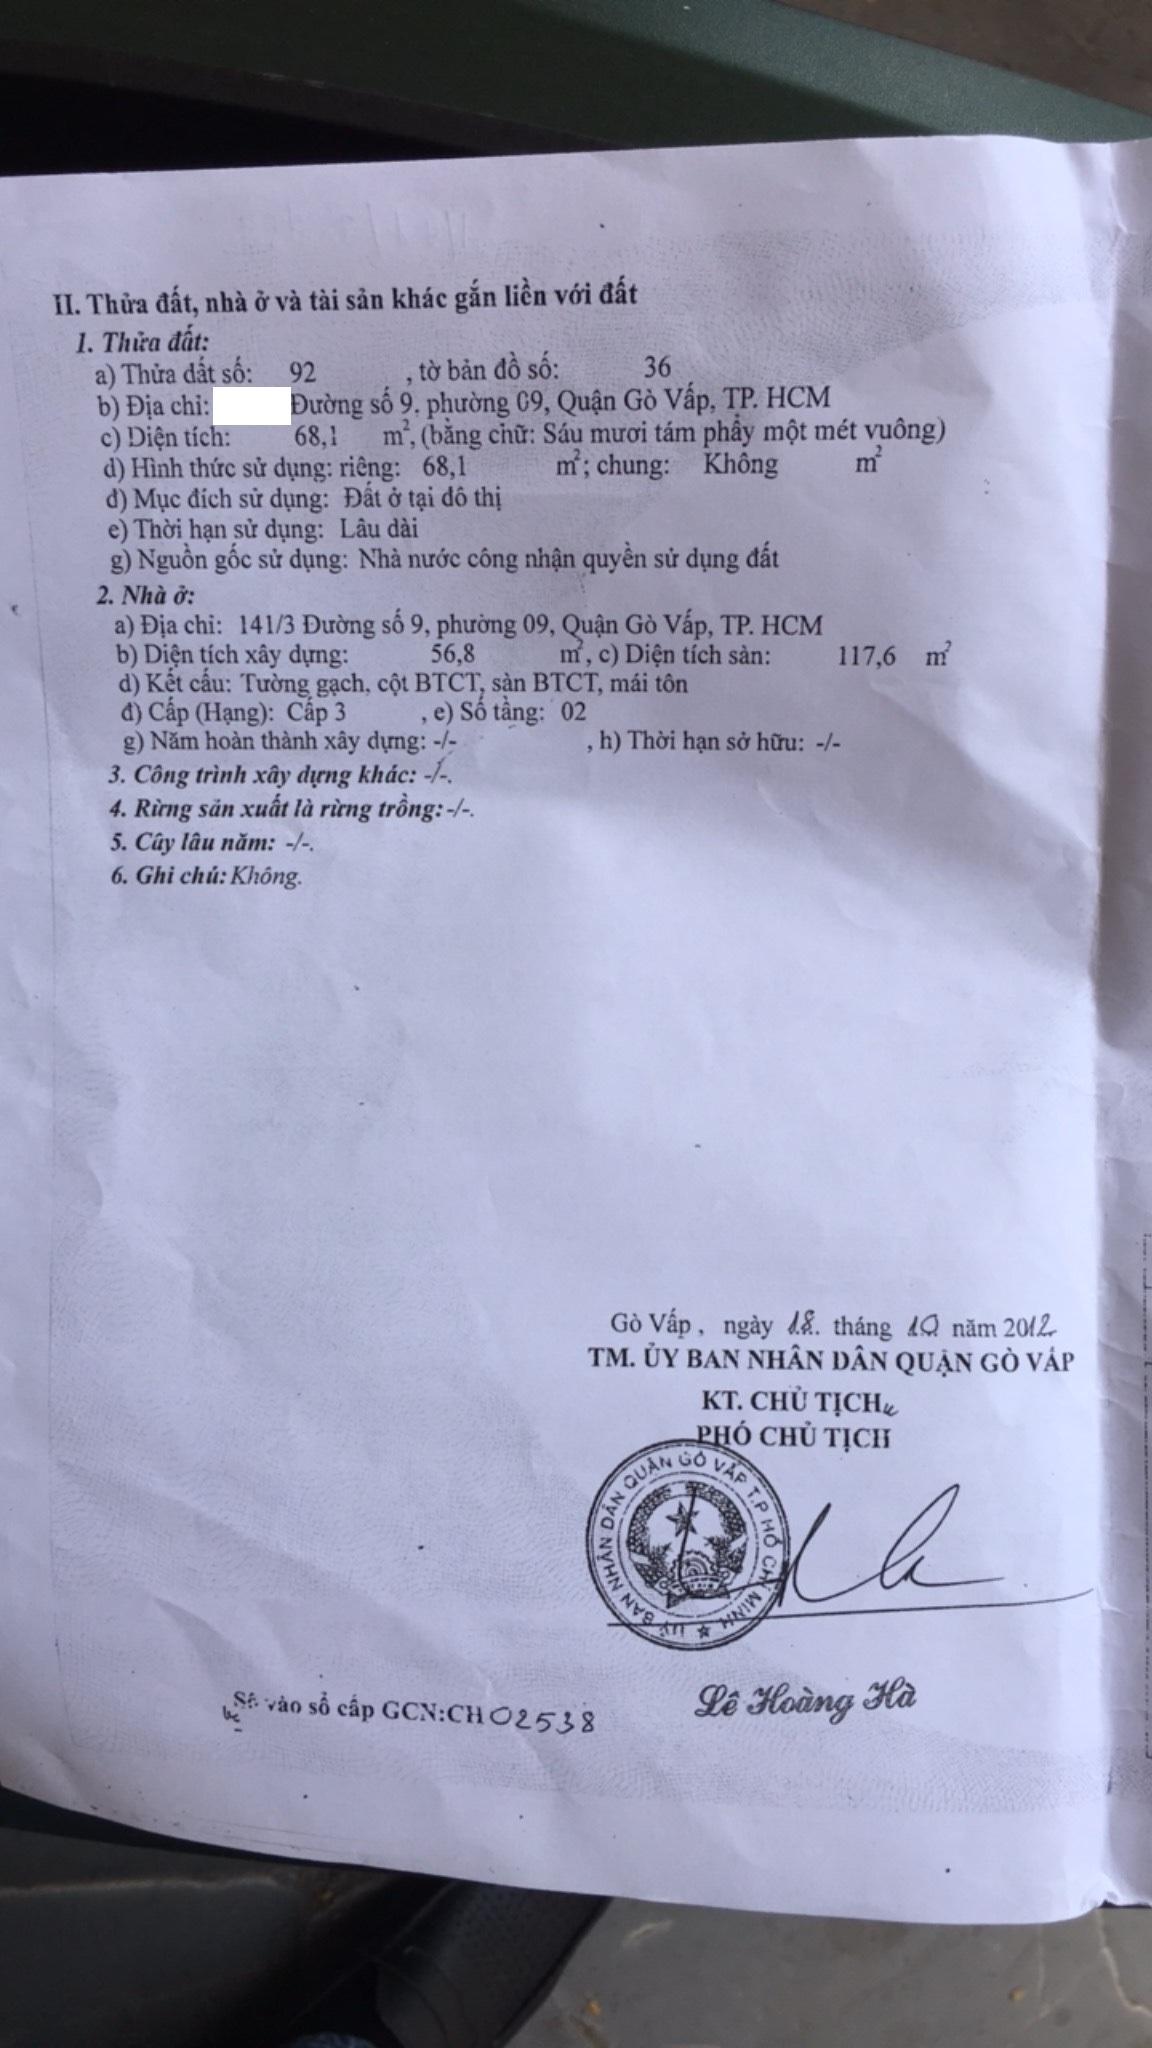 II. Thửa đất, nhà ở và tài sản khác gắn liền với đất
1. Thửa đất:
a) Thửa đất số: 92 , tờ bản đồ số: 36
b) Địa chỉ: Đường số 9, phường 09, Quận Gò Vấp, TP. HCM
c) Diện tích: 68,1 m², (bằng chữ: Sáu mươi tám phẩy một mét vuông)
d) Hình thức sử dụng: riêng: 68,1 m²; chung: Không m²
đ) Mục đích sử dụng: Đất ở tại đô thị
e) Thời hạn sử dụng: Lâu dài
g) Nguồn gốc sử dụng: Nhà nước công nhận quyền sử dụng đất
2. Nhà ở:
a) Địa chỉ: 141/3 Đường số 9, phường 09, Quận Gò Vấp, TP. HCM
b) Diện tích xây dựng: 56,8 m², c) Diện tích sàn: 117,6 m²
d) Kết cấu: Tường gạch, cột BTCT, sàn BTCT, mái tôn
đ) Cấp (Hạng): Cấp 3 , e) Số tầng: 02
g) Năm hoàn thành xây dựng: -/- , h) Thời hạn sở hữu: -/-
3. Công trình xây dựng khác: -/-.
4. Rừng sản xuất là rừng trồng: -/-.
5. Cây lâu năm: -/-.
6. Ghi chú: Không.
Gò Vấp, ngày 18. tháng 10 năm 2012
TM. ỦY BAN NHÂN DÂN QUẬN GÒ VẤP
KT. CHỦ TỊCH
PHÓ CHỦ TỊCH
ỦY BAN NHÂN DÂN QUẬN GÒ VẤP T.P HỒ CHÍ MINH
Lê Hoàng Hà
Số vào sổ cấp GCN:CH02538